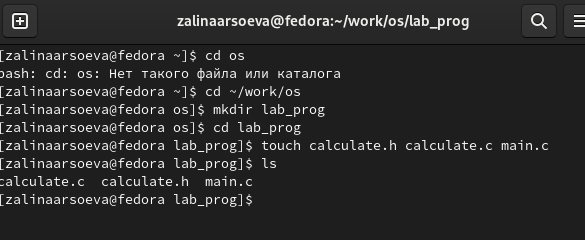 zalinaarsoeva@fedora:~/work/os/lab_prog
[zalinaarsoeva@fedora ~]$ cd os
bash: cd: os: Нет такого файла или каталога
[zalinaarsoeva@fedora ~]$ cd ~/work/os
[zalinaarsoeva@fedora os]$ mkdir lab_prog
[zalinaarsoeva@fedora os]$ cd lab_prog
[zalinaarsoeva@fedora lab_prog]$ touch calculate.h calculate.c main.c
[zalinaarsoeva@fedora lab_prog]$ ls
calculate.c  calculate.h  main.c
[zalinaarsoeva@fedora lab_prog]$